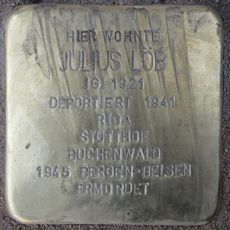 HIER WOHNTE
JULIUS LÖB
JG. 1921
DEPORTIERT 1941
RIGA
STUTTHOF
BUCHENWALD
1945 BERGEN-BELSEN
ERMORDET